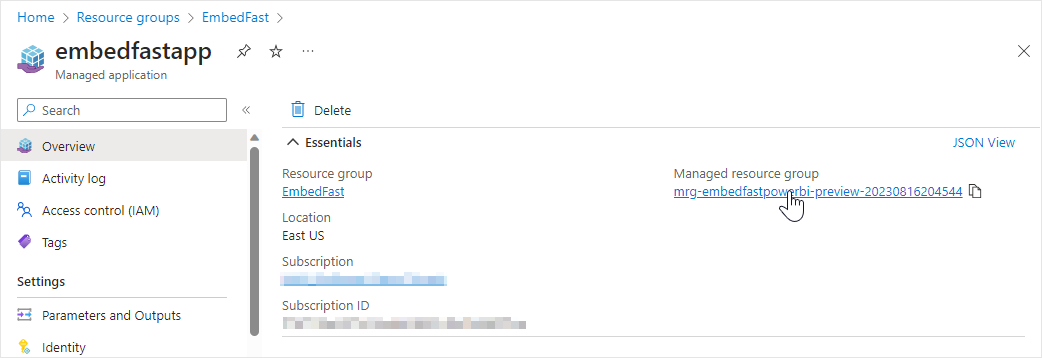 Home > Resource groups > EmbedFast >
embedfastapp
Managed application
Search
Delete
Overview
Essentials
JSON View
Activity log
Resource group
Managed resource group
EmbedFast
mrg-embedfastpowerbi-preview-20230816204544
Access control (IAM)
Location
East US
Tags
Subscription
Settings
Subscription ID
Parameters and Outputs
Identity